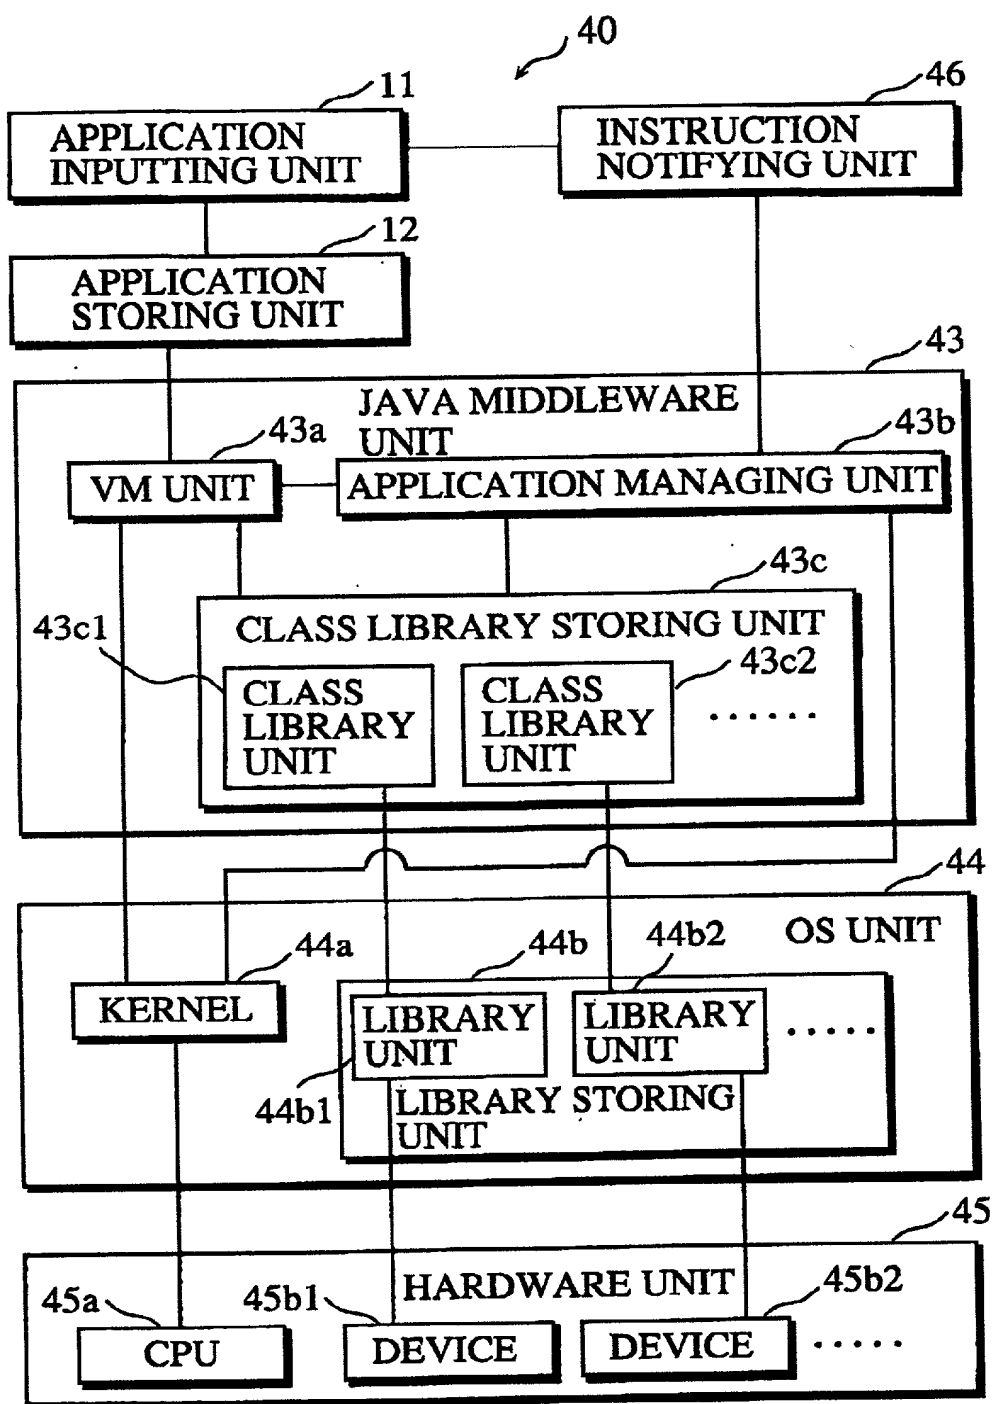 40
11
46
APPLICATION
INPUTTING UNIT
INSTRUCTION
NOTIFYING UNIT
12
APPLICATION
STORING UNIT
43
JAVA MIDDLEWARE
UNIT
43a
43b
VM UNIT
APPLICATION MANAGING UNIT
43c
43c1
CLASS LIBRARY STORING UNIT
43c2
CLASS
LIBRARY
UNIT
CLASS
LIBRARY
UNIT
......
44
OS UNIT
44a
44b
44b2
KERNEL
LIBRARY
UNIT
LIBRARY
UNIT
.....
44b1
LIBRARY STORING
UNIT
45
HARDWARE UNIT
45a
45b1
45b2
CPU
DEVICE
DEVICE
.....